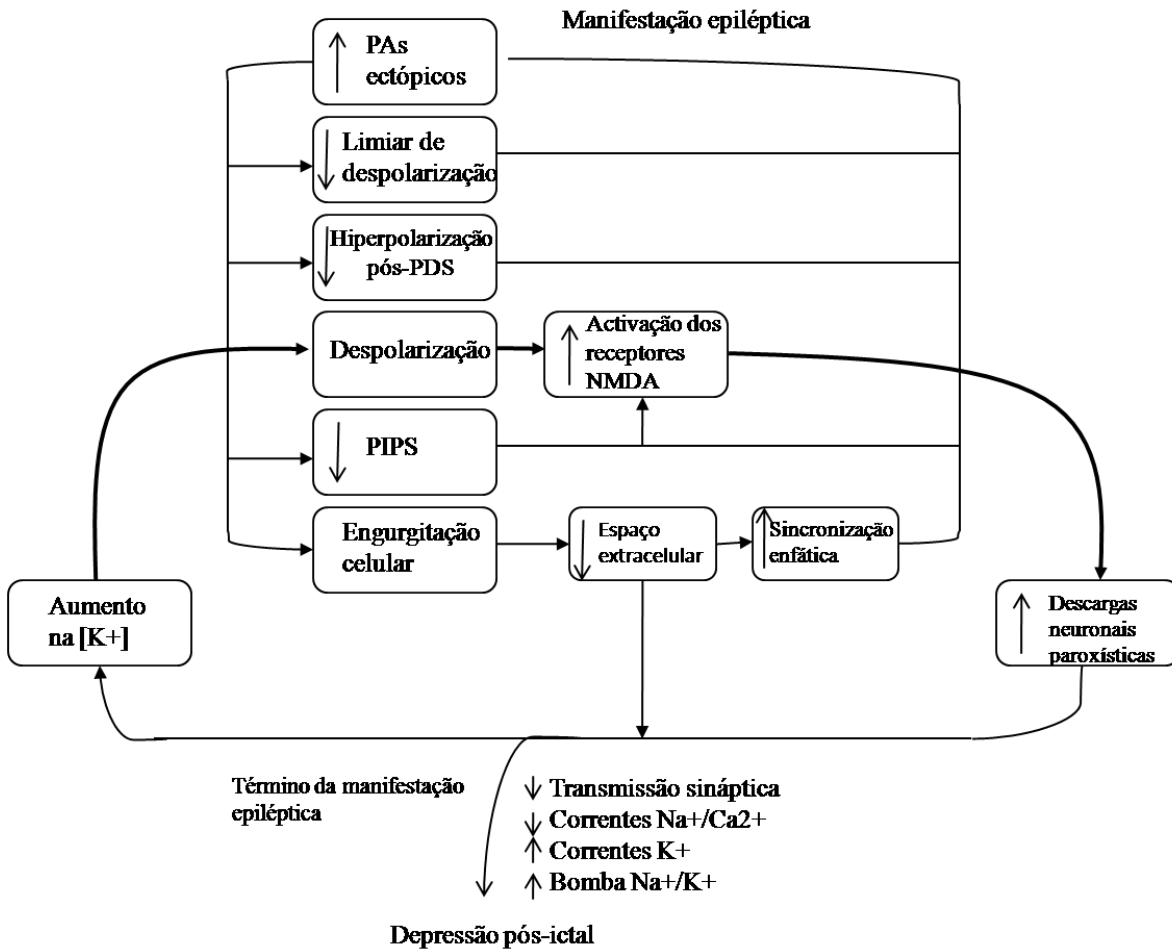 Manifestação epiléptica
↑ PAs
ectópicos
↓ Limiar de
despolarização
↓ Hiperpolarização
pós-PDS
Despolarização
↑ Activação dos
receptores
NMDA
↓ PIPS
Engurgitação
celular
↓ Espaço
extracelular
↑ Sincronização
enfática
Aumento
na [K+]
↑ Descargas
neuronais
paroxísticas
Término da manifestação
epiléptica
↓ Transmissão sináptica
↓ Correntes Na+/Ca2+
↑ Correntes K+
↑ Bomba Na+/K+
Depressão pós-ictal